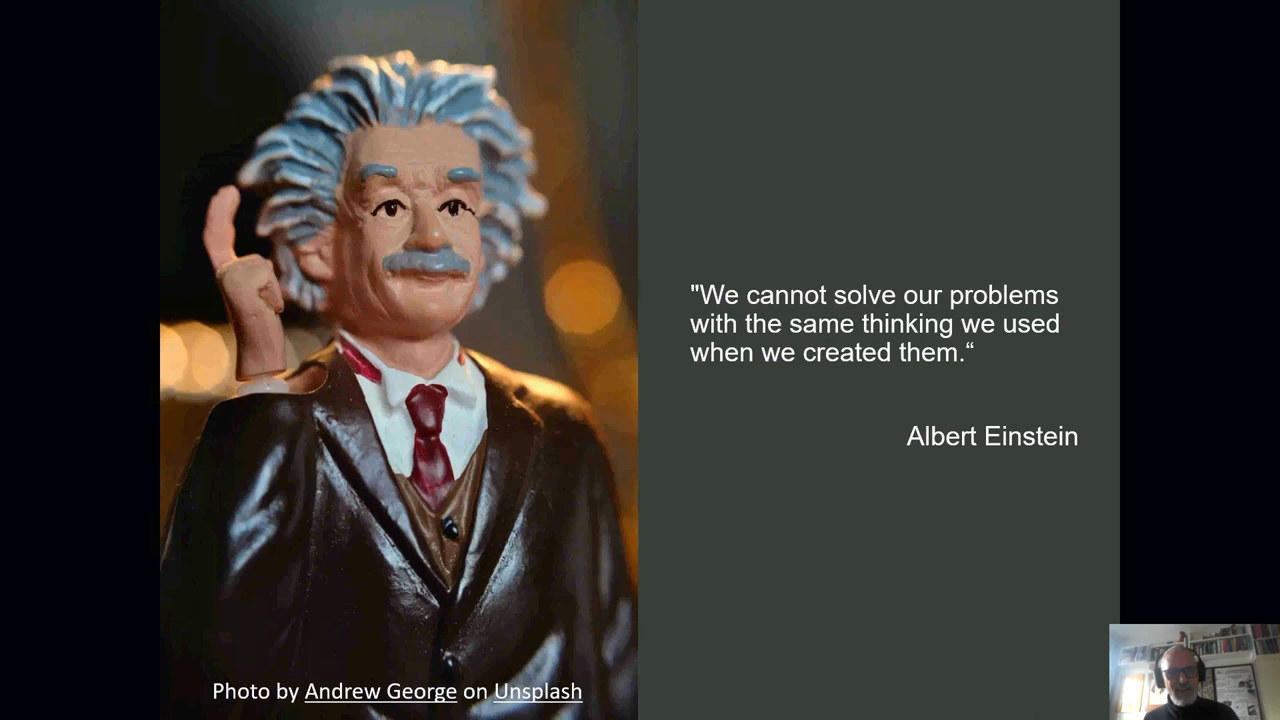 "We cannot solve our problems
with the same thinking we used
when we created them.“
Albert Einstein
Photo by Andrew George on Unsplash